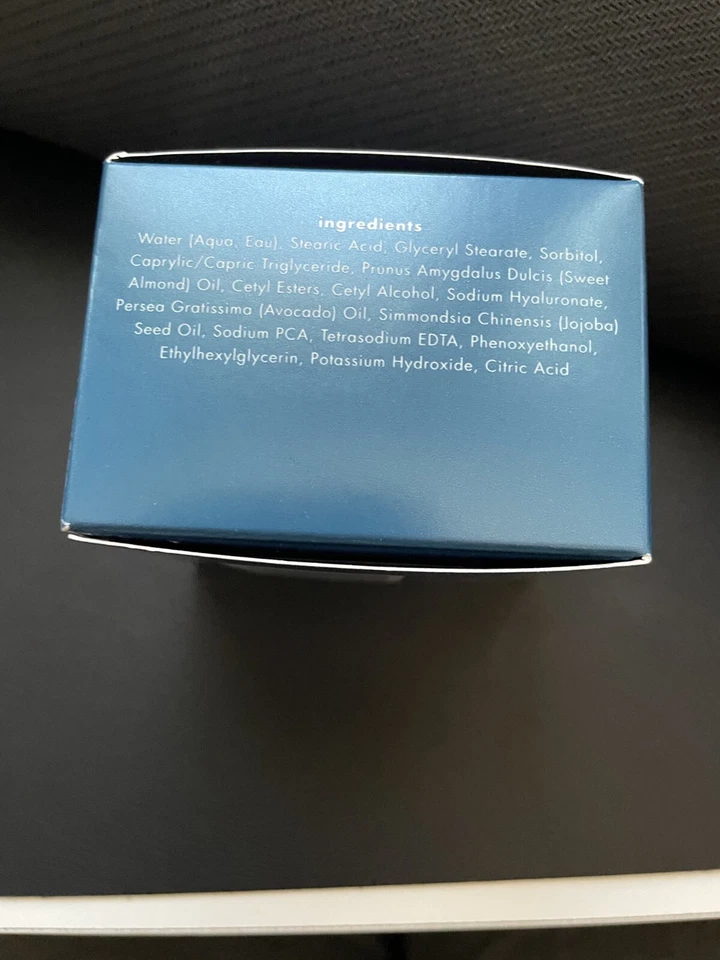 ingredients
Water (Aqua, Eau), Stearic Acid, Glyceryl Stearate, Sorbitol,
Caprylic/Capric Triglyceride, Prunus Amygdalus Dulcis (Sweet
Almond) Oil, Cetyl Esters, Cetyl Alcohol, Sodium Hyaluronate,
Persea Gratissima (Avocado) Oil, Simmondsia Chinensis (Jojoba)
Seed Oil, Sodium PCA, Tetrasodium EDTA, Phenoxyethanol,
Ethylhexylglycerin, Potassium Hydroxide, Citric Acid